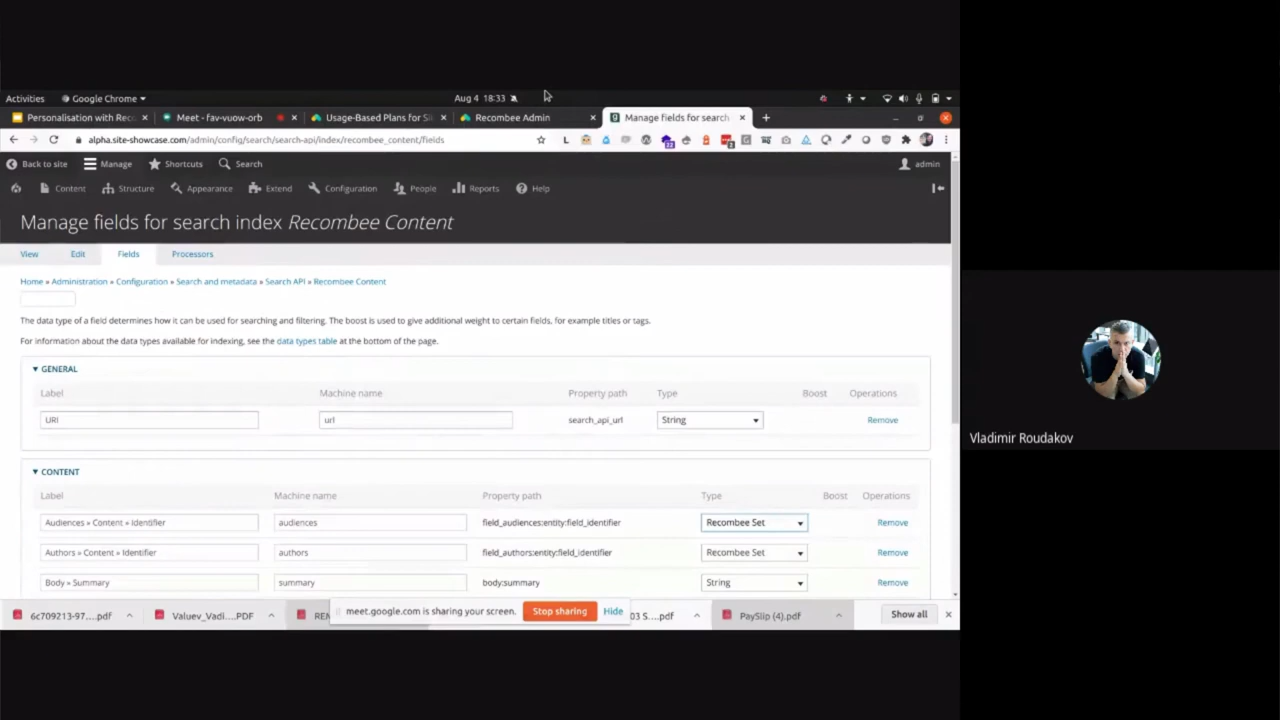 Activities
Google Chrome
Aug 4 18:33
Personalisation with Rec
Meet - fav-vuow-orb
Usage-Based Plans for Si
Recombee Admin
Manage fields for search
alpha.site-showcase.com/admin/config/search/search-api/index/recombee_content/fields
Back to site
Manage
Shortcuts
Search
admin
Content
Structure
Appearance
Extend
Configuration
People
Reports
Help
Manage fields for search index Recombee Content
View
Edit
Fields
Processors
Home » Administration » Configuration » Search and metadata » Search API » Recombee Content
The data type of a field determines how it can be used for searching and filtering. The boost is used to give additional weight to certain fields, for example titles or tags.
For information about the data types available for indexing, see the data types table at the bottom of the page.
GENERAL
Label Machine name Property path Type Boost Operations
URI url search_api_url String Remove
CONTENT
Label Machine name Property path Type Boost Operations
Audiences » Content » Identifier audiences field_audiences:entity:field_identifier Recombee Set Remove
Authors » Content » Identifier authors field_authors:entity:field_identifier Recombee Set Remove
Body » Summary summary body:summary String Remove
6c709213-97....pdf
Valuev_Vadi....PDF
REN
meet.google.com is sharing your screen.
Stop sharing
Hide
03 S....pdf
PaySlip (4).pdf
Show all
Vladimir Roudakov